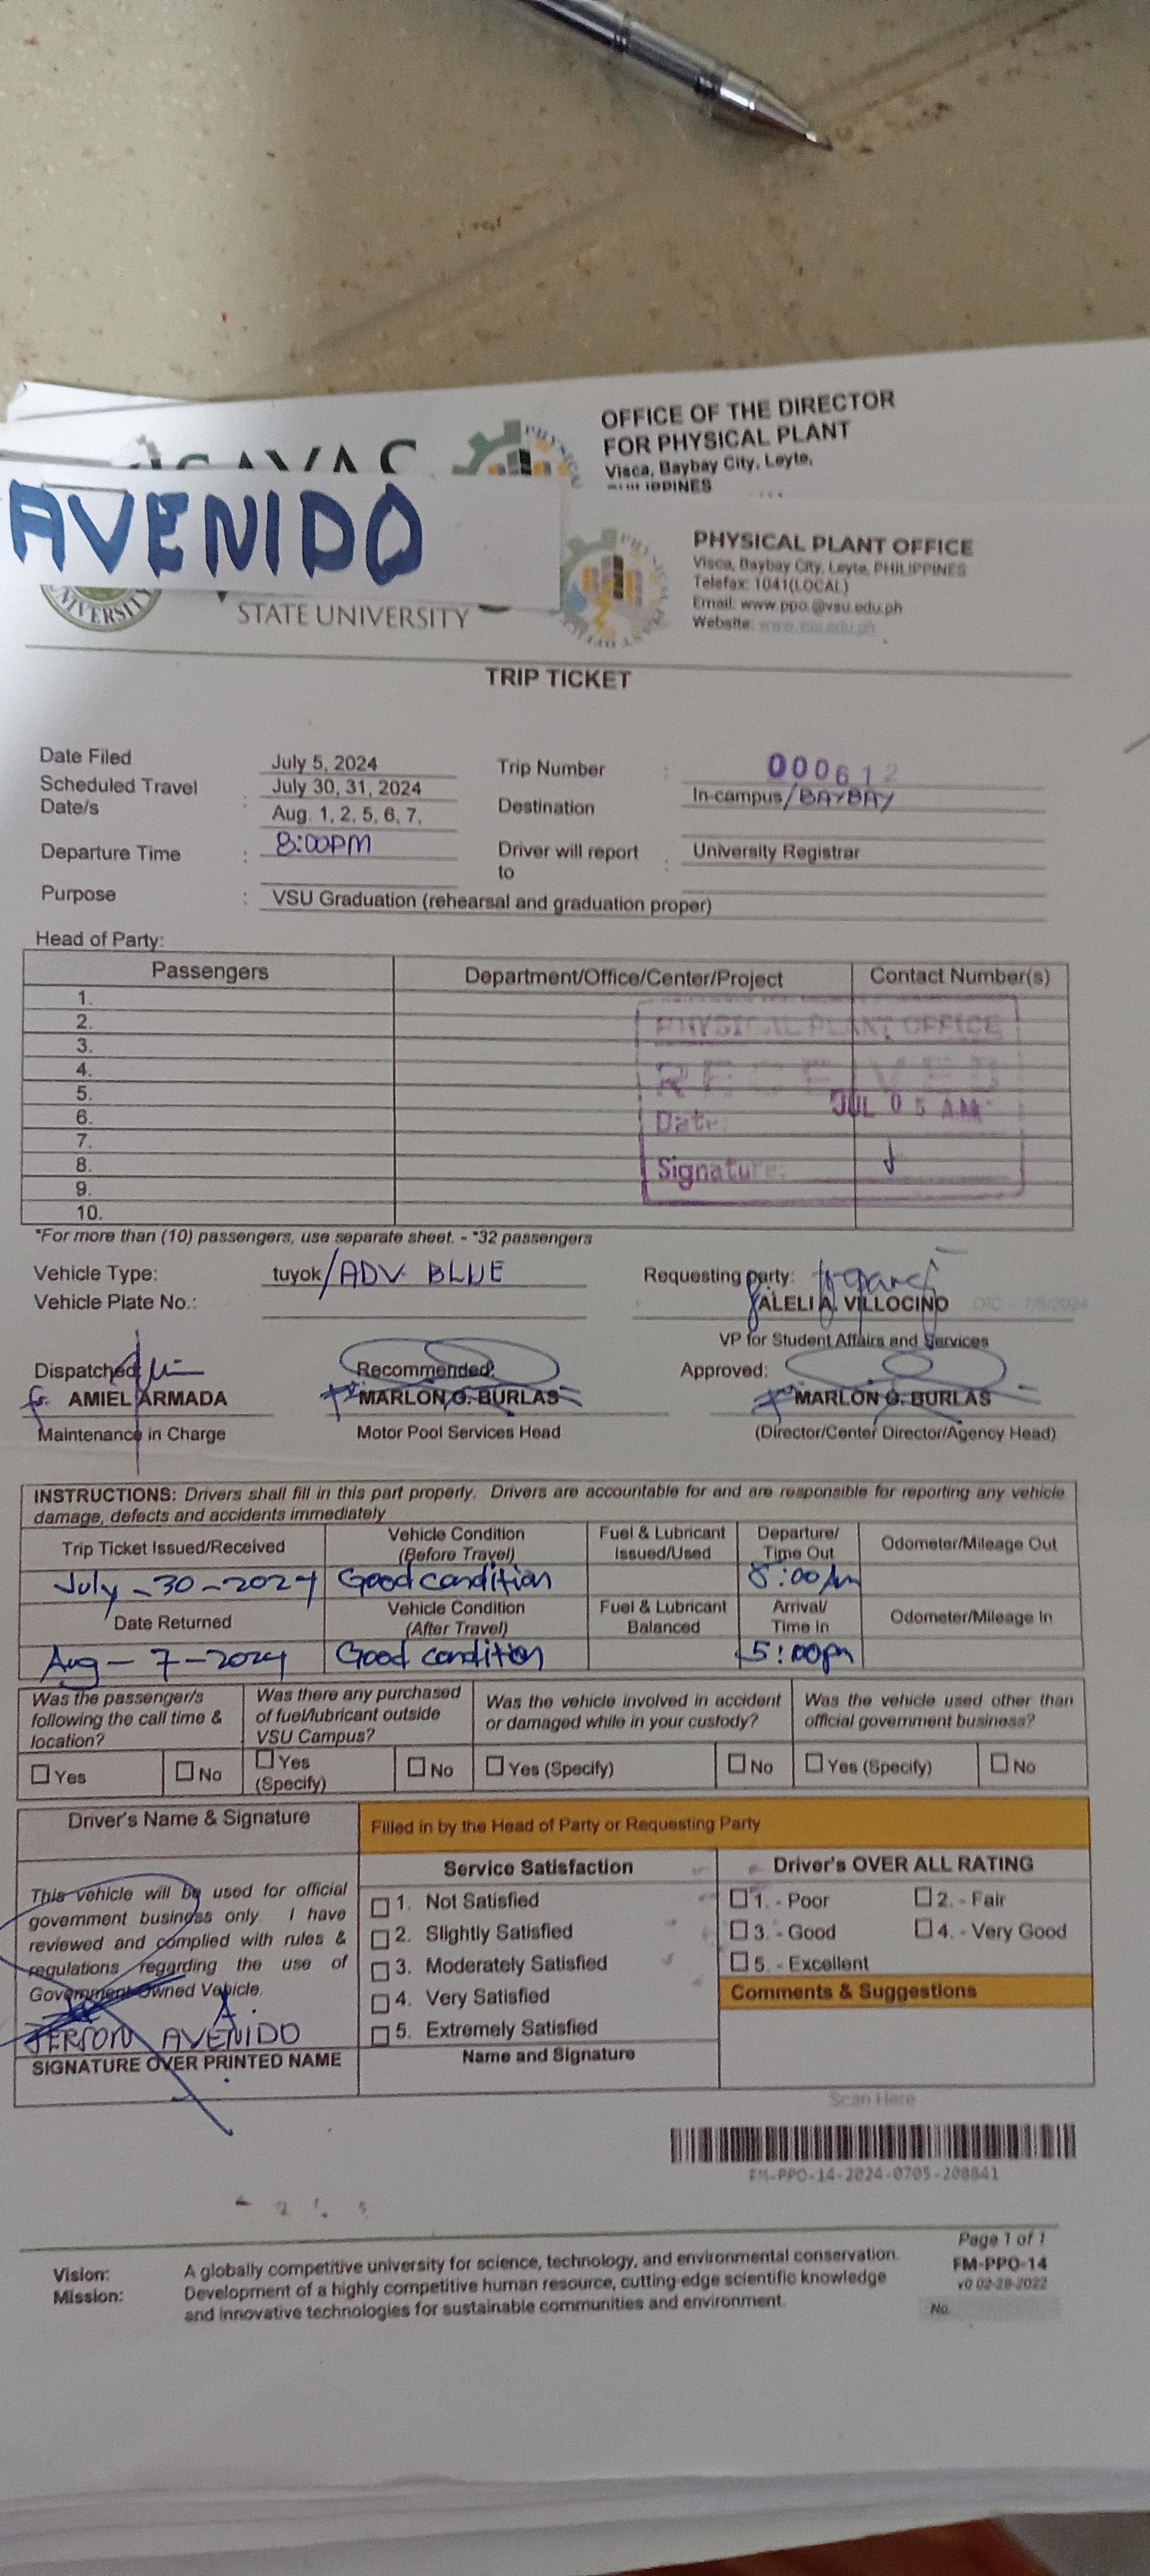 OFFICE OF THE DIRECTOR
FOR PHYSICAL PLANT
Visca, Baybay City, Leyte,
AVENIDO
STATE UNIVERSITY
PHYSICAL PLANT OFFICE
Visca, Baybay City, Leyte, PHILIPPINES
Telefax: 1041(LOCAL)
Email: www.ppo.@vsu.edu.ph
Website: www.vsu.edu.ph
TRIP TICKET
Date Filed July 5, 2024 Trip Number : 000612
Scheduled Travel Date/s : July 30, 31, 2024 Aug. 1, 2, 5, 6, 7, Destination In-campus/BAYBAY
Departure Time : 8:00PM Driver will report to : University Registrar
Purpose : VSU Graduation (rehearsal and graduation proper)
Head of Party:
Passengers Department/Office/Center/Project Contact Number(s)
1.
2.
3.
4.
5.
6.
7.
8.
9.
10.
PHYSICAL PLANT OFFICE
RECEIVED
Date: JUL 05 A.M.
Signature:
*For more than (10) passengers, use separate sheet. - *32 passengers
Vehicle Type: tuyok/ADV. BLUE Requesting party:
Vehicle Plate No.: ALELI A. VILLOCINO OIC - 7/5/2024
VP for Student Affairs and Services
Dispatched: Recommended: Approved:
AMIEL ARMADA MARLON G. BURLAS MARLON G. BURLAS
Maintenance in Charge Motor Pool Services Head (Director/Center Director/Agency Head)
INSTRUCTIONS: Drivers shall fill in this part properly. Drivers are accountable for and are responsible for reporting any vehicle
damage, defects and accidents immediately
Trip Ticket Issued/Received Vehicle Condition (Before Travel) Fuel & Lubricant Issued/Used Departure/ Time Out Odometer/Mileage Out
July-30-2024 Good condition 8:00am
Date Returned Vehicle Condition (After Travel) Fuel & Lubricant Balanced Arrival/ Time In Odometer/Mileage In
Aug-7-2024 Good condition 5:00pm
Was the passenger/s following the call time & location? Was there any purchased of fuel/lubricant outside VSU Campus? Was the vehicle involved in accident or damaged while in your custody? Was the vehicle used other than official government business?
Yes No Yes (Specify) No Yes (Specify) No Yes (Specify) No
Driver's Name & Signature
This vehicle will be used for official
government business only. I have
reviewed and complied with rules &
regulations regarding the use of
Government Owned Vehicle.
JERSON A. AVENIDO
SIGNATURE OVER PRINTED NAME
Filled in by the Head of Party or Requesting Party
Service Satisfaction
1. Not Satisfied
2. Slightly Satisfied
3. Moderately Satisfied
4. Very Satisfied
5. Extremely Satisfied
Name and Signature
Driver's OVER ALL RATING
1. - Poor 2. - Fair
3. - Good 4. - Very Good
5. - Excellent
Comments & Suggestions
Scan Here
FM-PPO-14-2024-0705-208841
Page 1 of 1
FM-PPO-14
v0 02-28-2022
No.
Vision: A globally competitive university for science, technology, and environmental conservation.
Mission: Development of a highly competitive human resource, cutting-edge scientific knowledge
and innovative technologies for sustainable communities and environment.